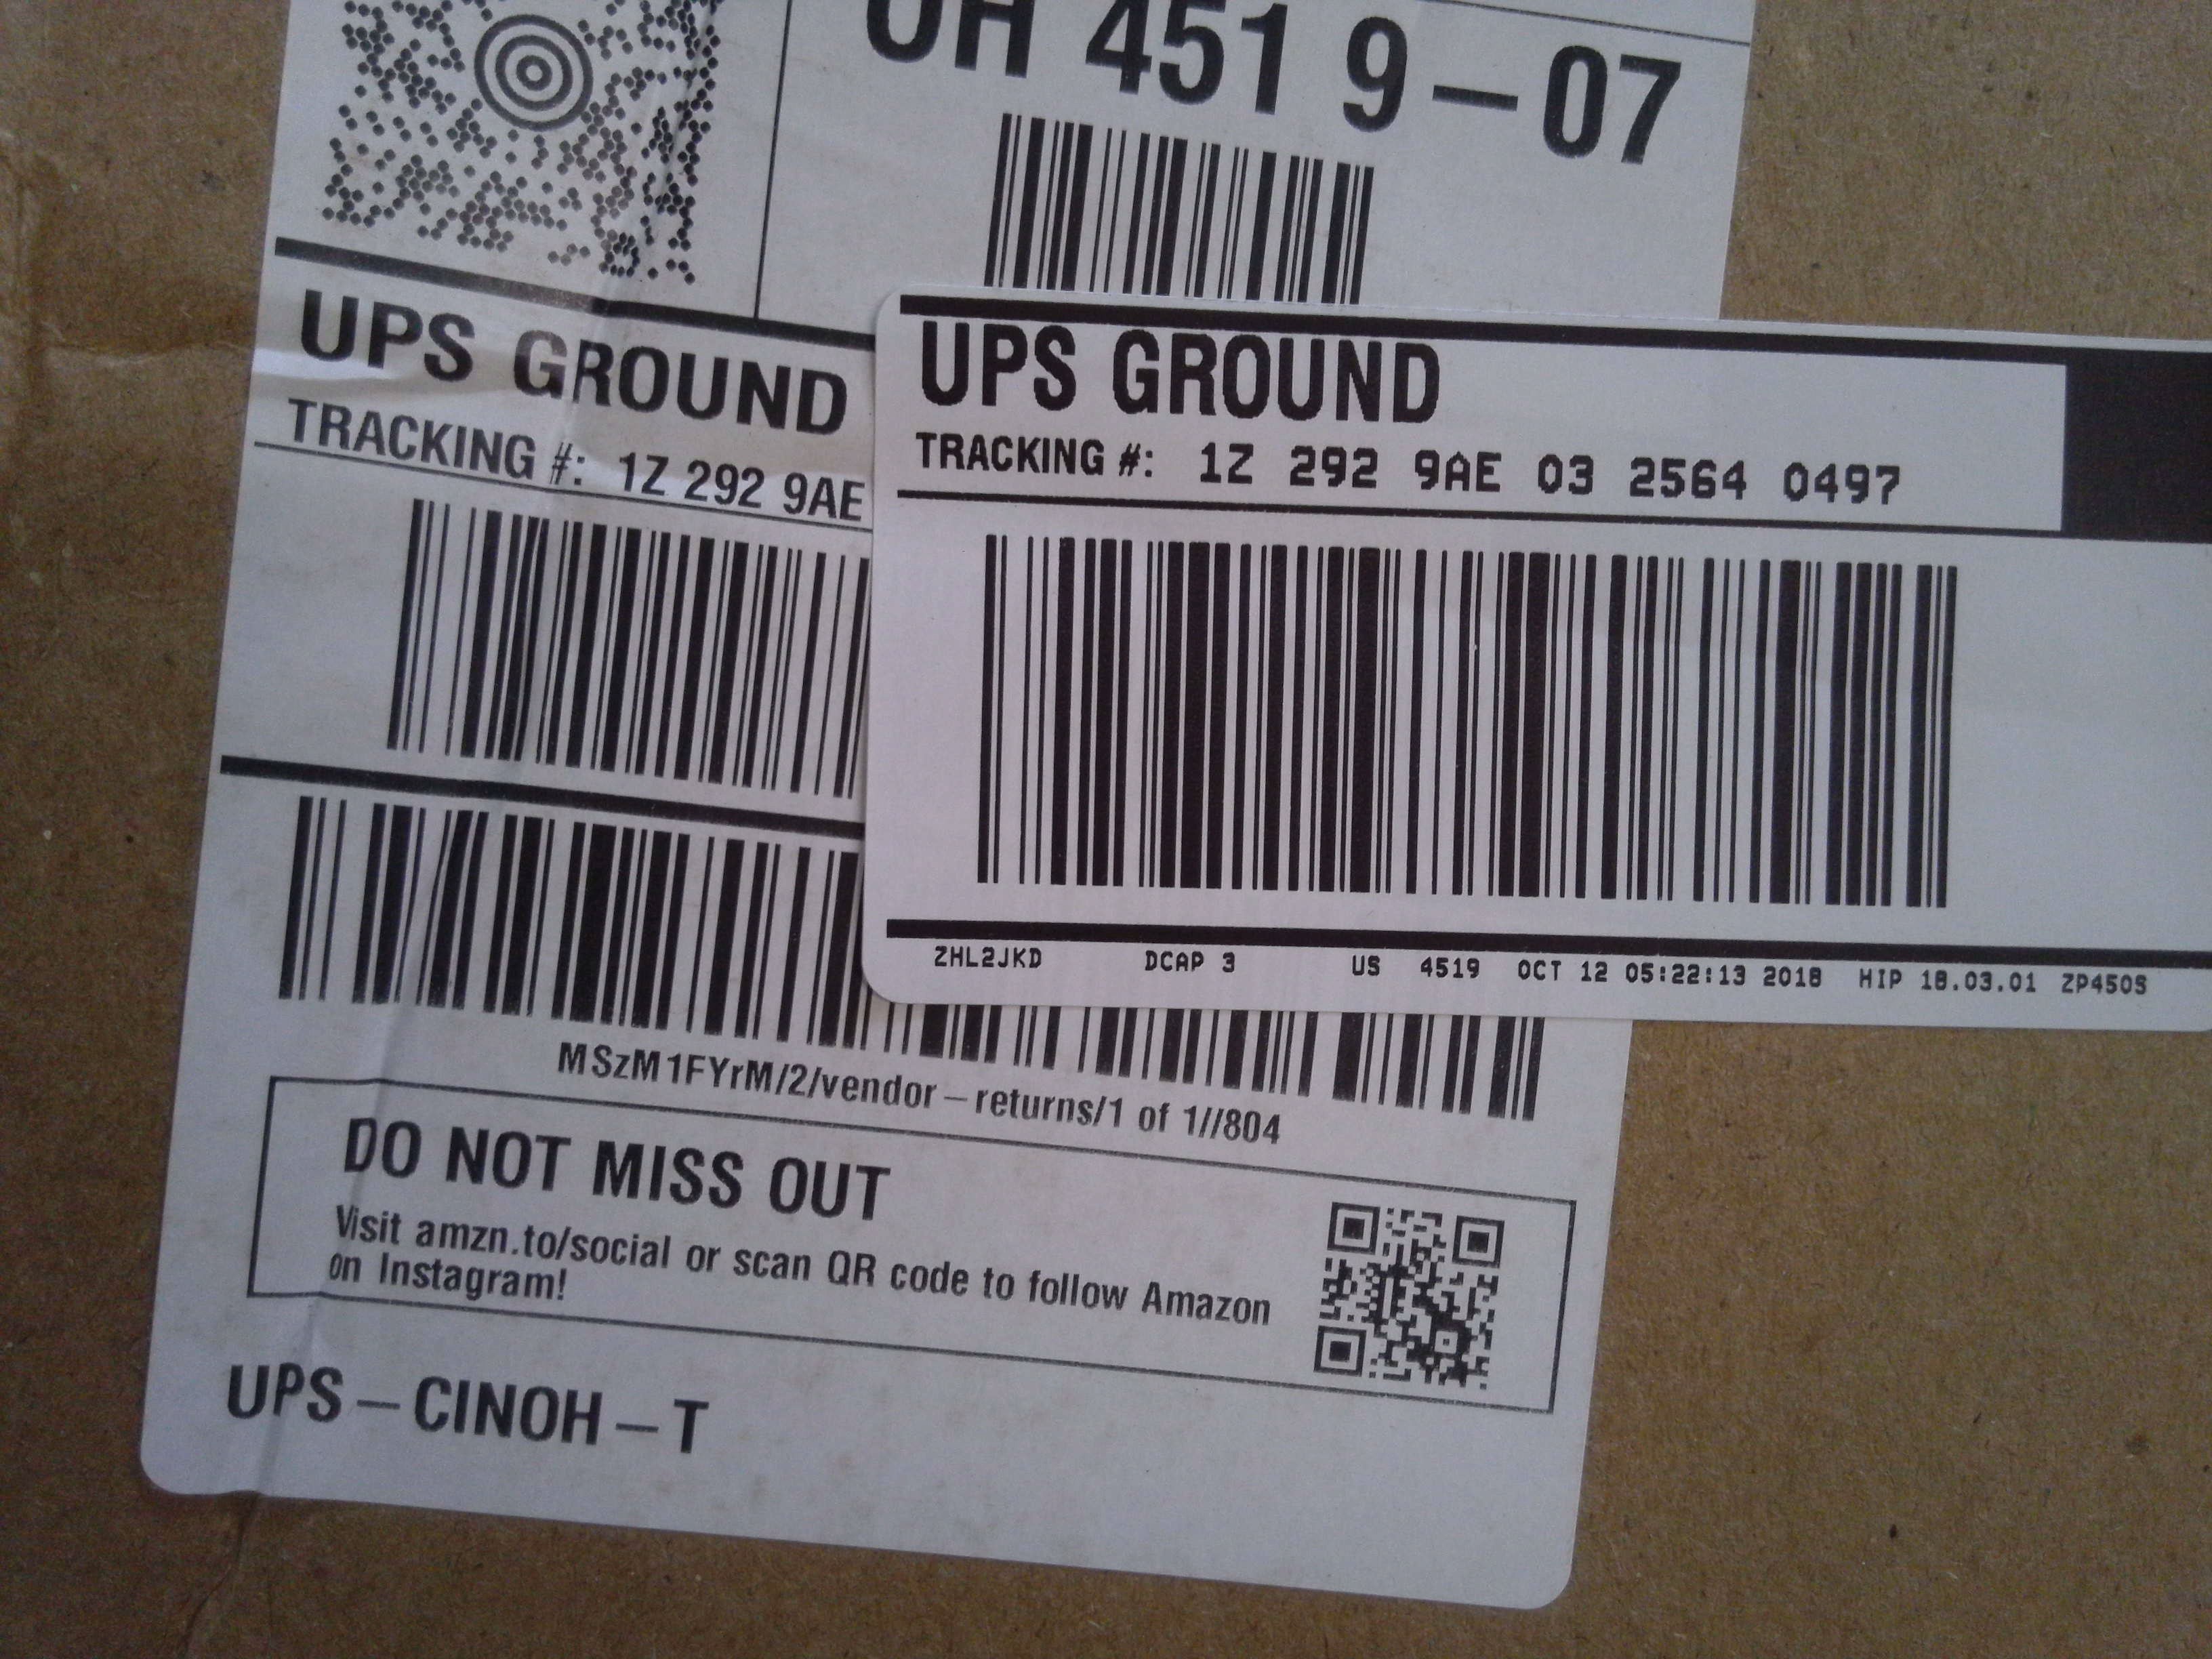 OH 451 9-07
UPS GROUND
TRACKING #: 1Z 292 9AE
UPS GROUND
TRACKING #: 1Z 292 9AE 03 2564 0497
ZHL2JKD DCAP 3 US 4519 OCT 12 05:22:13 2018 HIP 18.03.01 ZP450S
MSzM1FYrM/2/vendor-returns/1 of 1//804
DO NOT MISS OUT
Visit amzn.to/social or scan QR code to follow Amazon
on Instagram!
UPS-CINOH-T